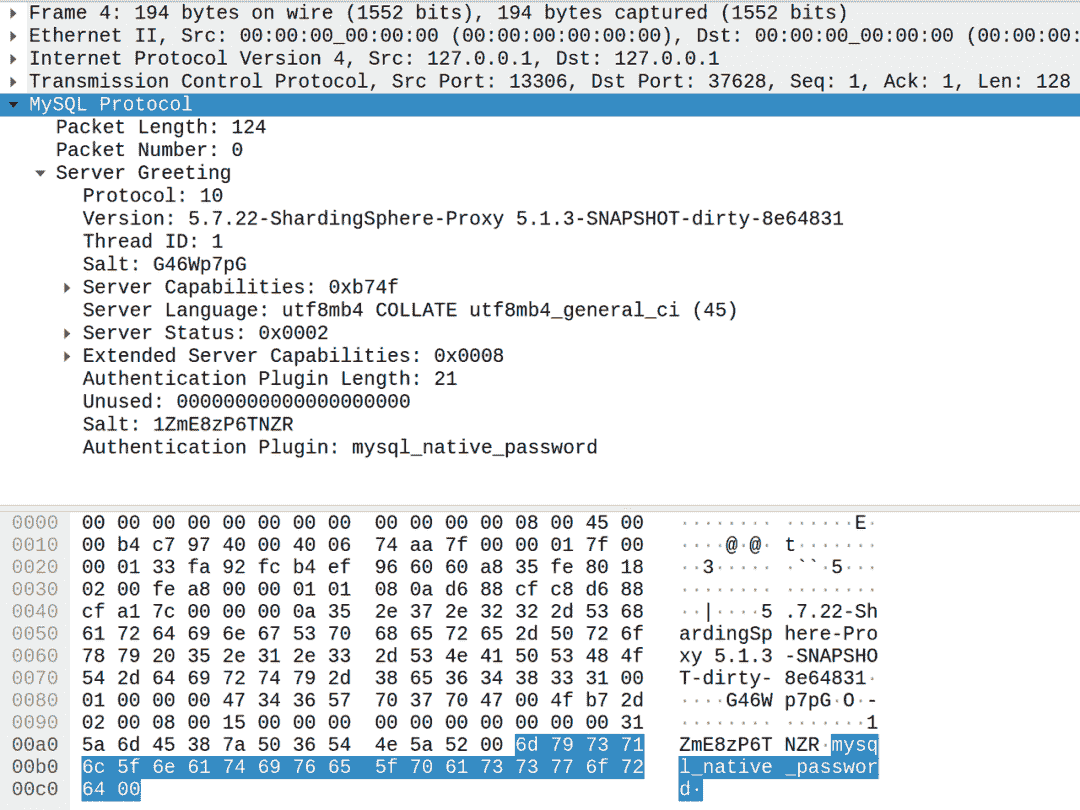 Frame 4: 194 bytes on wire (1552 bits), 194 bytes captured (1552 bits)
Ethernet II, Src: 00:00:00_00:00:00 (00:00:00:00:00:00), Dst: 00:00:00_00:00:00 (00:00:00:
Internet Protocol Version 4, Src: 127.0.0.1, Dst: 127.0.0.1
Transmission Control Protocol, Src Port: 13306, Dst Port: 37628, Seq: 1, Ack: 1, Len: 128
MySQL Protocol
Packet Length: 124
Packet Number: 0
Server Greeting
Protocol: 10
Version: 5.7.22-ShardingSphere-Proxy 5.1.3-SNAPSHOT-dirty-8e64831
Thread ID: 1
Salt: G46Wp7pG
Server Capabilities: 0xb74f
Server Language: utf8mb4 COLLATE utf8mb4_general_ci (45)
Server Status: 0x0002
Extended Server Capabilities: 0x0008
Authentication Plugin Length: 21
Unused: 00000000000000000000
Salt: 1ZmE8zP6TNZR
Authentication Plugin: mysql_native_password
0000 00 00 00 00 00 00 00 00 00 00 00 00 08 00 45 00 ········ ······E·
0010 00 b4 c7 97 40 00 40 06 74 aa 7f 00 00 01 7f 00 ····@·@· t·······
0020 00 01 33 fa 92 fc b4 ef 96 60 60 a8 35 fe 80 18 ··3····· ·``·5···
0030 02 00 fe a8 00 00 01 01 08 0a d6 88 cf c8 d6 88 ········ ········
0040 cf a1 7c 00 00 00 0a 35 2e 37 2e 32 32 2d 53 68 ··|····5 .7.22-Sh
0050 61 72 64 69 6e 67 53 70 68 65 72 65 2d 50 72 6f ardingSp here-Pro
0060 78 79 20 35 2e 31 2e 33 2d 53 4e 41 50 53 48 4f xy 5.1.3 -SNAPSHO
0070 54 2d 64 69 72 74 79 2d 38 65 36 34 38 33 31 00 T-dirty- 8e64831·
0080 01 00 00 00 47 34 36 57 70 37 70 47 00 4f b7 2d ····G46W p7pG·O·-
0090 02 00 08 00 15 00 00 00 00 00 00 00 00 00 00 31 ········ ·······1
00a0 5a 6d 45 38 7a 50 36 54 4e 5a 52 00 6d 79 73 71 ZmE8zP6T NZR·mysq
00b0 6c 5f 6e 61 74 69 76 65 5f 70 61 73 73 77 6f 72 l_native _passwor
00c0 64 00 d·